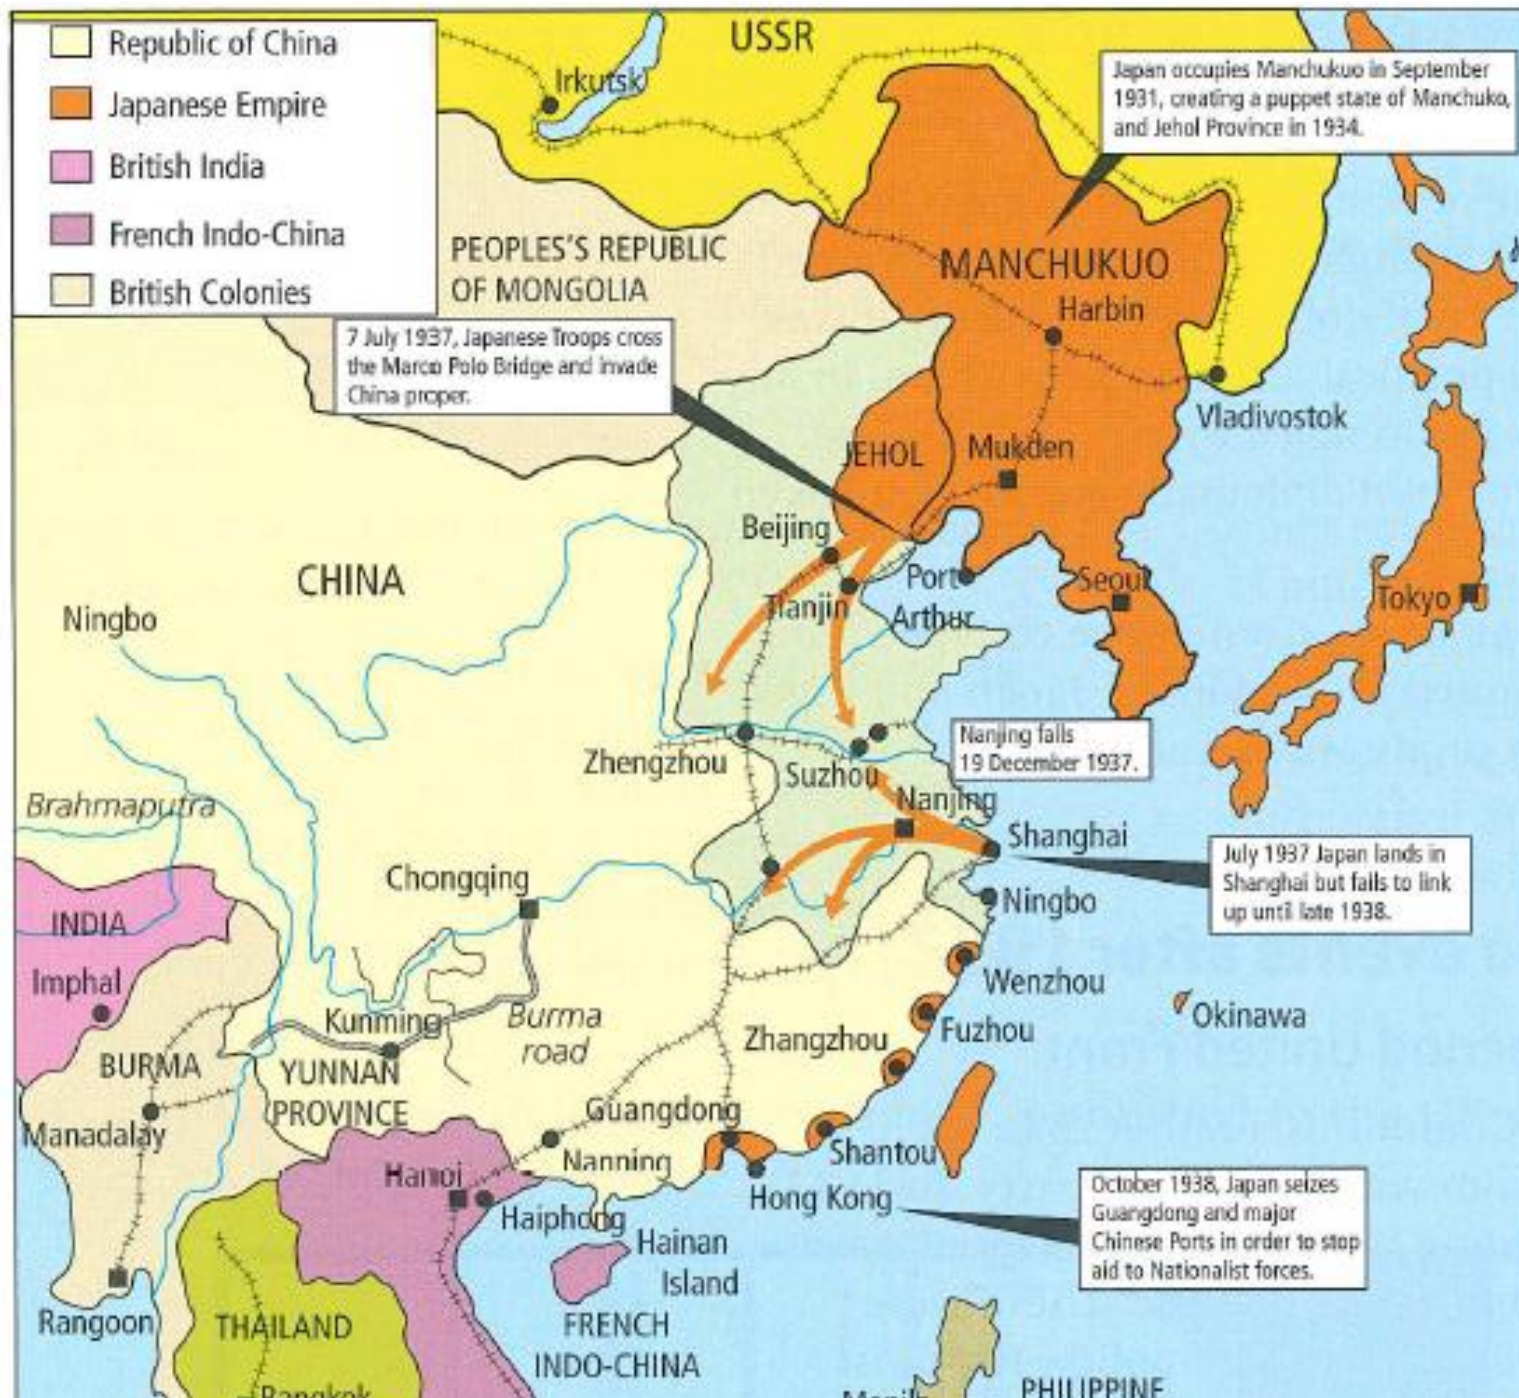 Republic of China
Japanese Empire
British India
French Indo-China
British Colonies
USSR
Irkutsk
Japan occupies Manchukuo in September
1931, creating a puppet state of Manchuko,
and Jehol Province in 1934.
PEOPLES'S REPUBLIC
OF MONGOLIA
MANCHUKUO
Harbin
7 July 1937, Japanese Troops cross
the Marco Polo Bridge and invade
China proper.
Vladivostok
JEHOL
Mukden
Beijing
CHINA
Tianjin
Port
Arthur
Seoul
Tokyo
Ningbo
Zhengzhou
Suzhou
Nanjing falls
19 December 1937.
Brahmaputra
Nanjing
Shanghai
July 1937 Japan lands in
Shanghai but fails to link
up until late 1938.
Chongqing
Ningbo
INDIA
Imphal
Wenzhou
Kunming
Burma
road
Zhangzhou
Fuzhou
Okinawa
BURMA
YUNNAN
PROVINCE
Guangdong
Manadalay
Nanning
Shantou
Hanoi
Hong Kong
Haiphong
October 1938, Japan seizes
Guangdong and major
Chinese Ports in order to stop
aid to Nationalist forces.
Hainan
Island
Rangoon
THAILAND
FRENCH
INDO-CHINA
Bangkok
Manila
PHILIPPINE